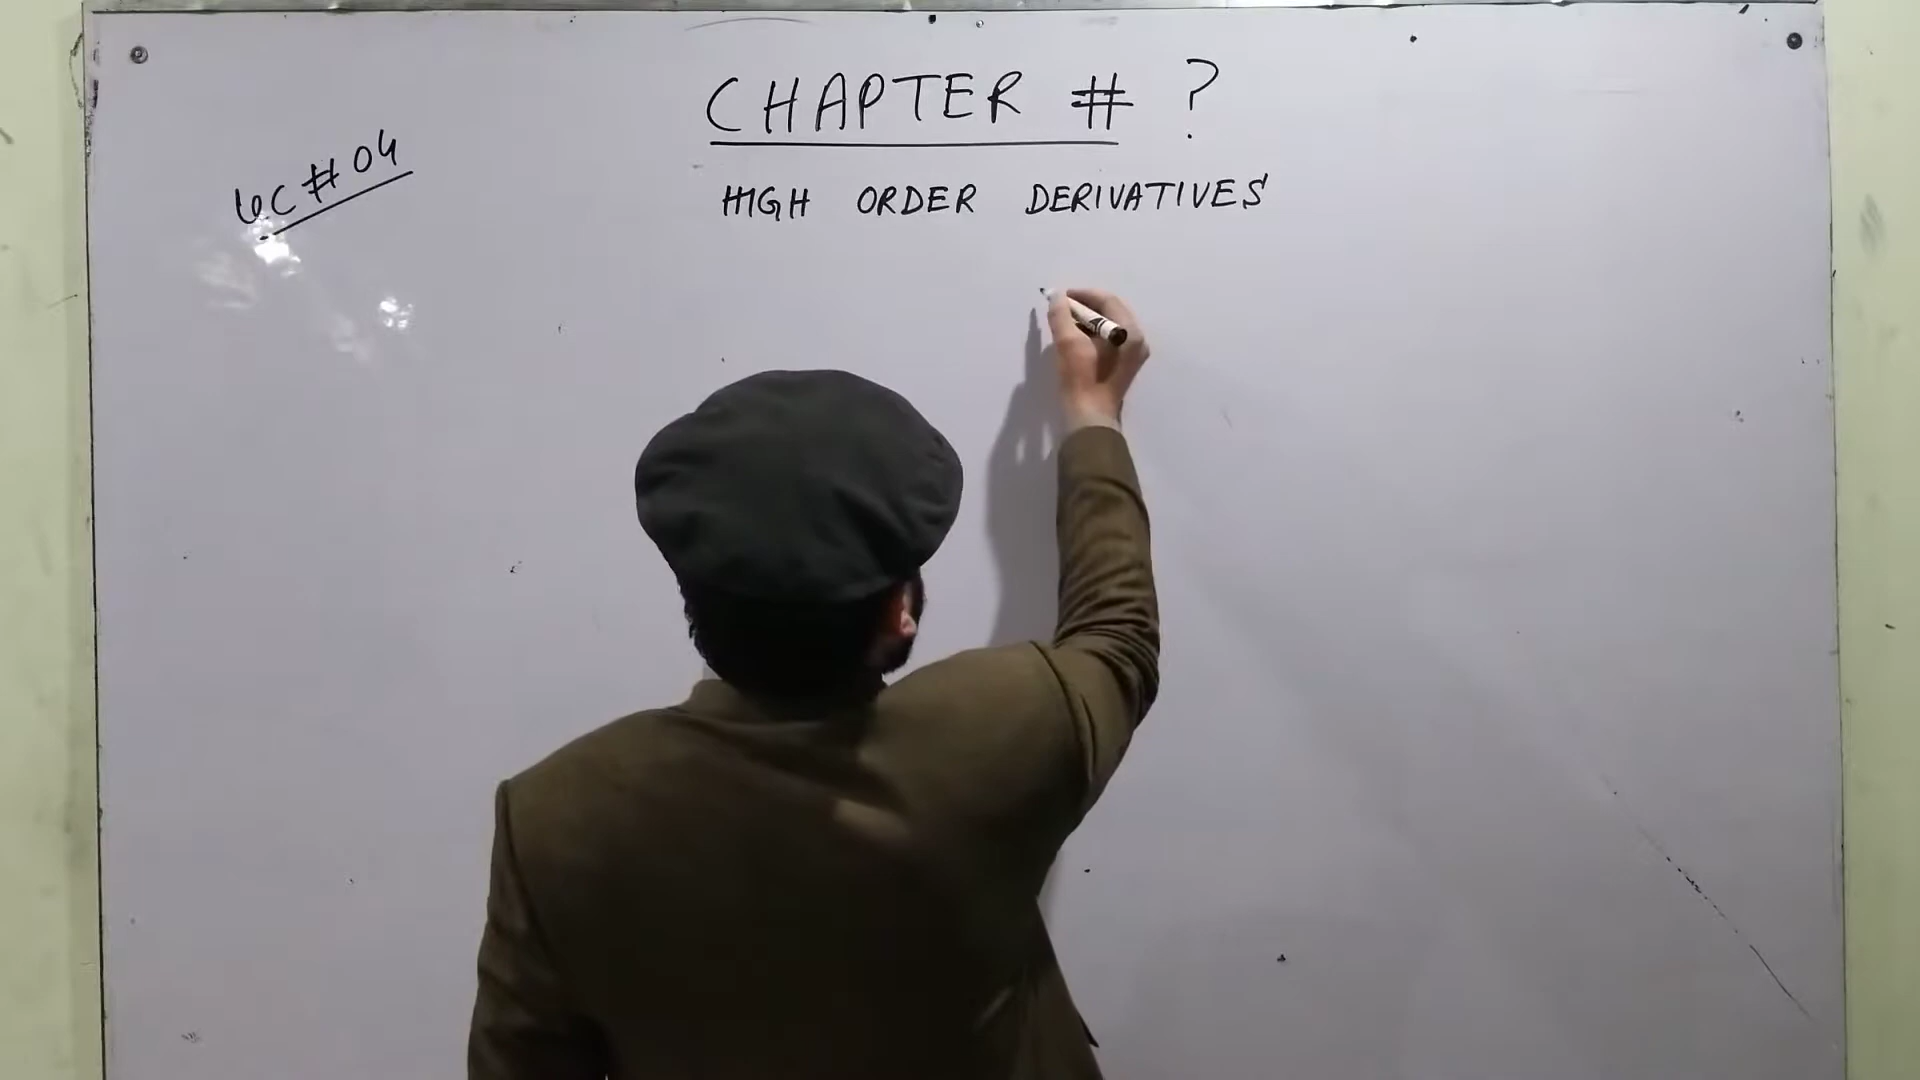 CHAPTER # ?
LeC # 04
HIGH ORDER DERIVATIVES